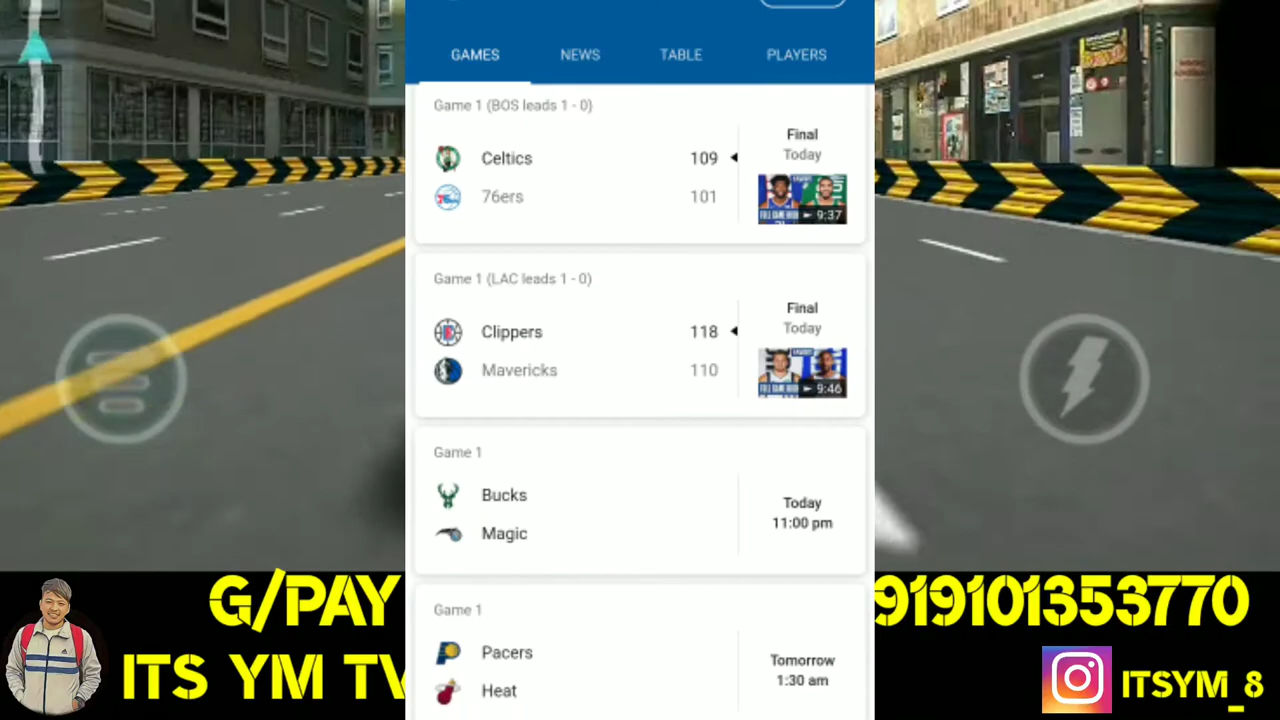 GAMES NEWS TABLE PLAYERS
Game 1 (BOS leads 1 - 0)
Celtics 109
76ers 101
Final
Today
9:37
Game 1 (LAC leads 1 - 0)
Clippers 118
Mavericks 110
Final
Today
9:46
Game 1
Bucks
Magic
Today
11:00 pm
Game 1
Pacers
Heat
Tomorrow
1:30 am
G/PAY 919101353770
ITS YM TV
ITSYM_8